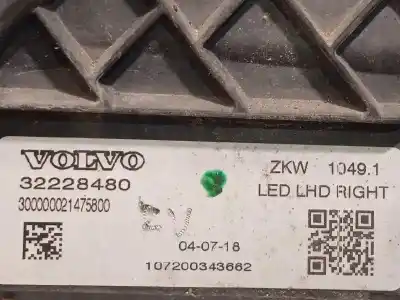 VOLVO
32228480
300000021475800
ZKW 1049.1
LED LHD RIGHT
04-07-18
107200343662